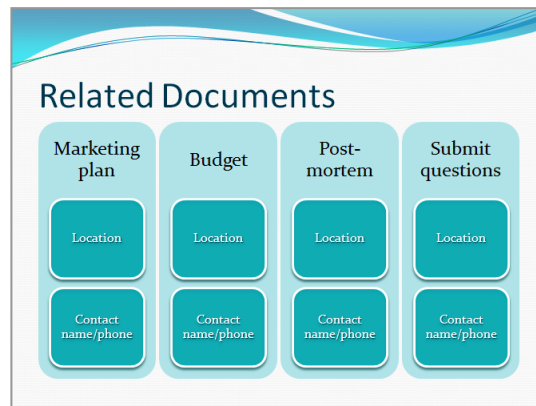 Related Documents
Marketing
plan
Location
Contact
name/phone
Budget
Location
Contact
name/phone
Post-
mortem
Location
Contact
name/phone
Submit
questions
Location
Contact
name/phone